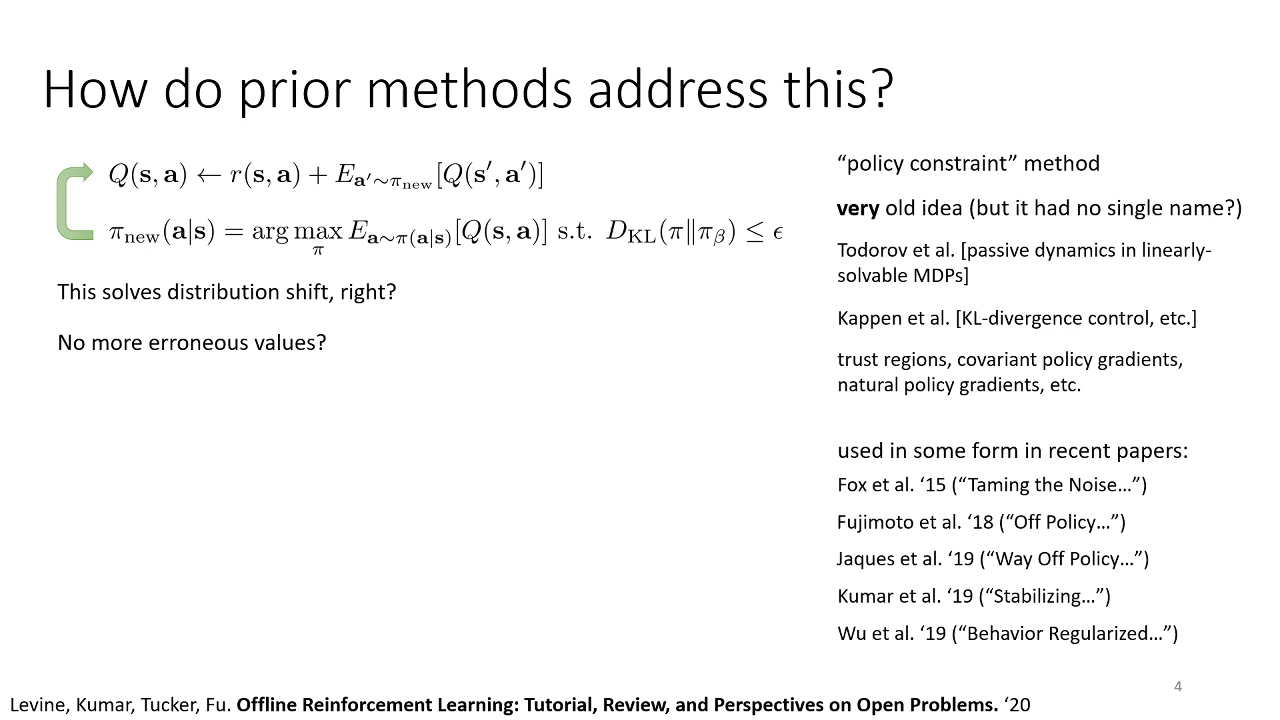 How do prior methods address this?
Q(s, a) ← r(s, a) + E_{a′∼π_new}[Q(s′, a′)]
π_new(a|s) = arg max_π E_{a∼π(a|s)}[Q(s, a)] s.t. D_KL(π‖π_β) ≤ ϵ
This solves distribution shift, right?
No more erroneous values?
“policy constraint” method
very old idea (but it had no single name?)
Todorov et al. [passive dynamics in linearly-
solvable MDPs]
Kappen et al. [KL-divergence control, etc.]
trust regions, covariant policy gradients,
natural policy gradients, etc.
used in some form in recent papers:
Fox et al. ‘15 (“Taming the Noise…”)
Fujimoto et al. ‘18 (“Off Policy…”)
Jaques et al. ‘19 (“Way Off Policy…”)
Kumar et al. ‘19 (“Stabilizing…”)
Wu et al. ‘19 (“Behavior Regularized…”)
4
Levine, Kumar, Tucker, Fu. Offline Reinforcement Learning: Tutorial, Review, and Perspectives on Open Problems. ‘20